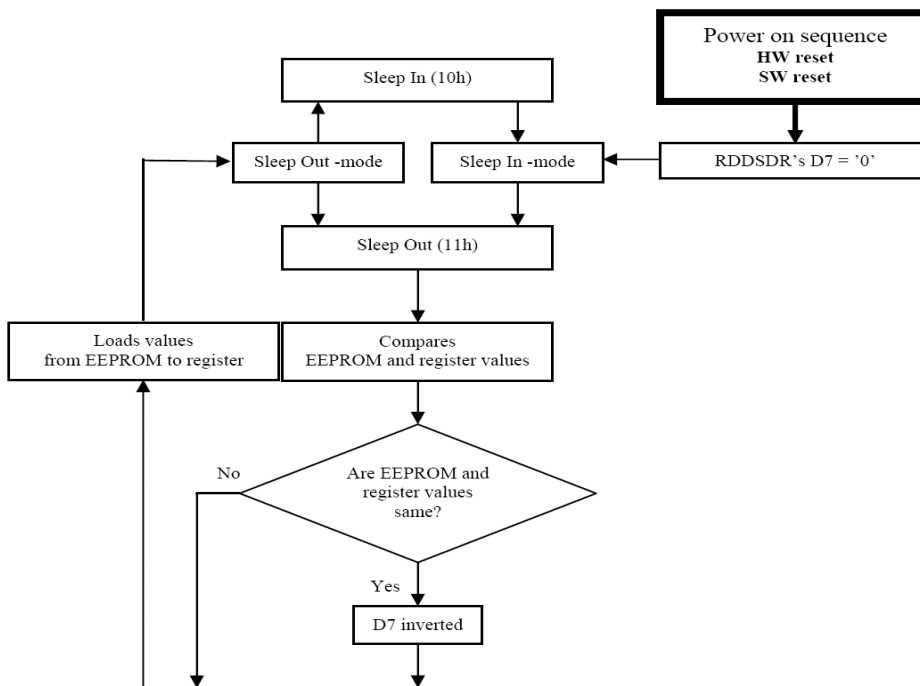 Power on sequence
HW reset
SW reset
Sleep In (10h)
Sleep Out -mode
Sleep In -mode
RDDSDR’s D7 = ’0’
Sleep Out (11h)
Loads values
from EEPROM to register
Compares
EEPROM and register values
No
Are EEPROM and
register values
same?
Yes
D7 inverted